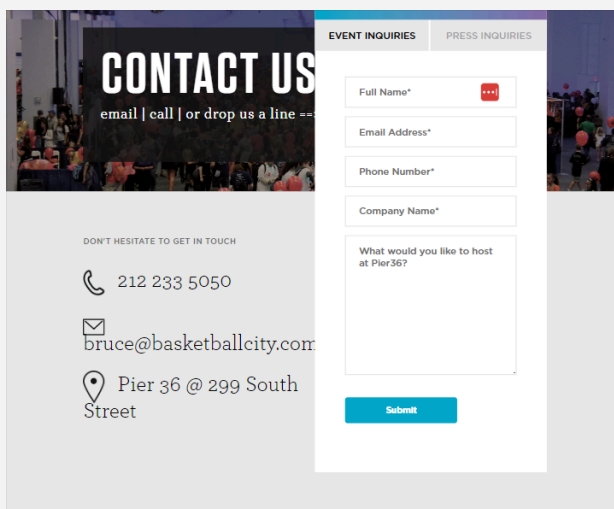 CONTACT US
email | call | or drop us a line ==
DON'T HESITATE TO GET IN TOUCH
212 233 5050
bruce@basketballcity.com
Pier 36 @ 299 South
Street
EVENT INQUIRIES
PRESS INQUIRIES
Full Name*
Email Address*
Phone Number*
Company Name*
What would you like to host
at Pier36?
Submit